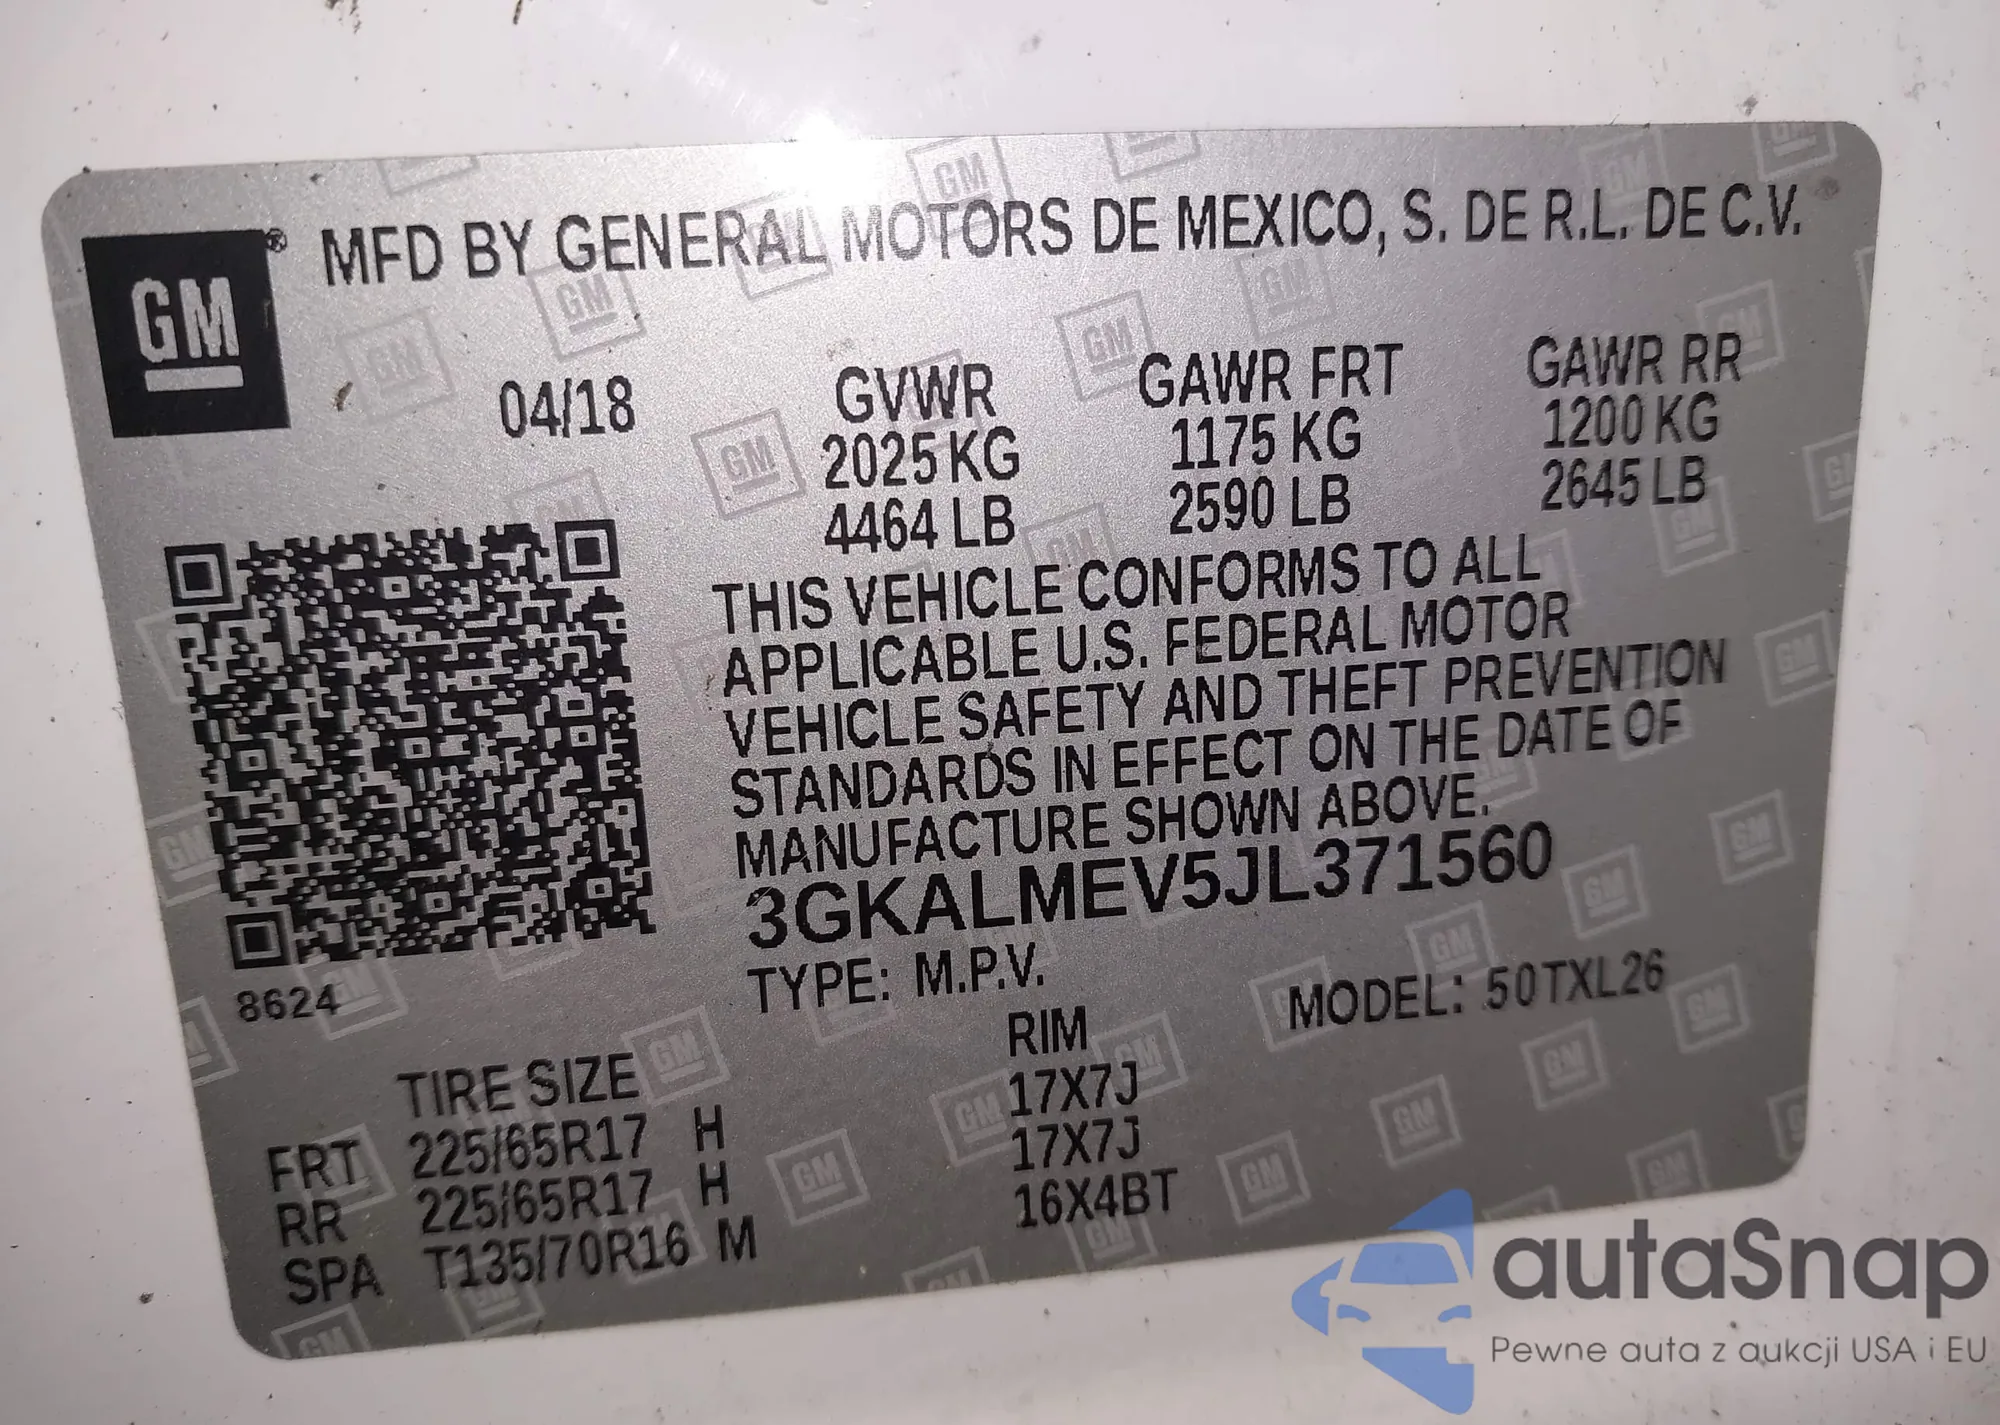 GM®
MFD BY GENERAL MOTORS DE MEXICO, S. DE R.L. DE C.V.
04/18
GVWR GAWR FRT GAWR RR
2025 KG 1175 KG 1200 KG
4464 LB 2590 LB 2645 LB
THIS VEHICLE CONFORMS TO ALL
APPLICABLE U.S. FEDERAL MOTOR
VEHICLE SAFETY AND THEFT PREVENTION
STANDARDS IN EFFECT ON THE DATE OF
MANUFACTURE SHOWN ABOVE.
3GKALMEV5JL371560
8624
TYPE: M.P.V. MODEL: 50TXL26
TIRE SIZE RIM
FRT 225/65R17 H 17X7J
RR 225/65R17 H 17X7J
SPA T135/70R16 M 16X4BT
autaSnap
Pewne auta z aukcji USA i EU